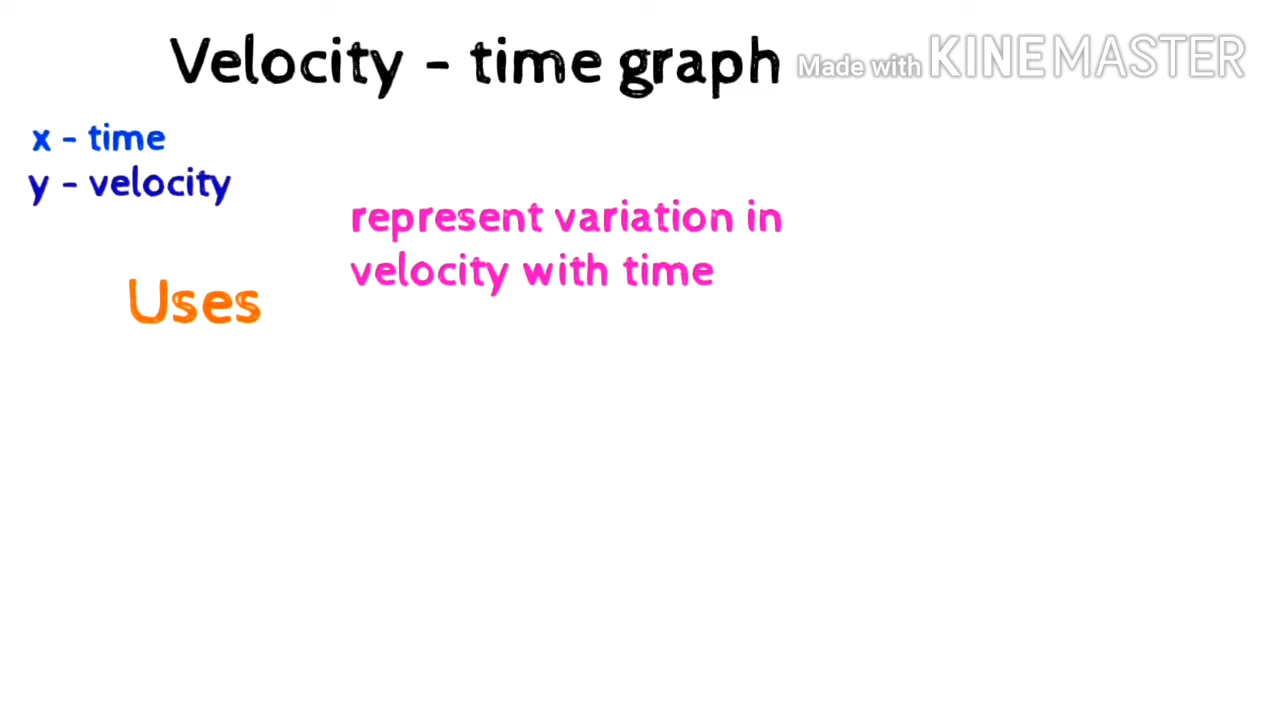 Velocity - time graph
Made with KINEMASTER
x - time
y - velocity
represent variation in
velocity with time
Uses